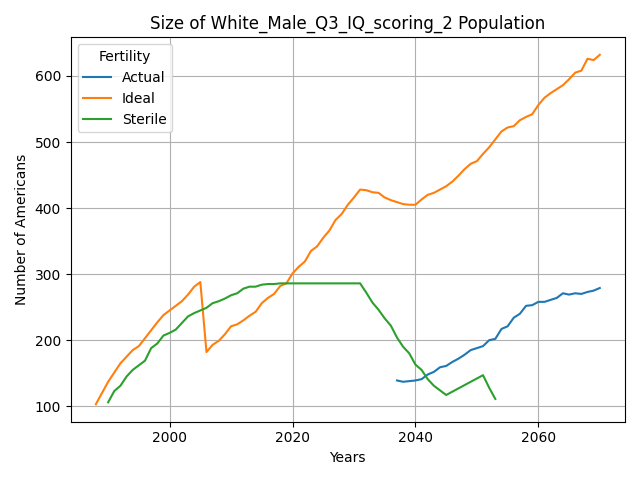 Size of White_Male_Q3_IQ_scoring_2 Population
Fertility
Actual
Ideal
Sterile
Number of Americans
600
500
400
300
200
100
2000
2020
2040
2060
Years